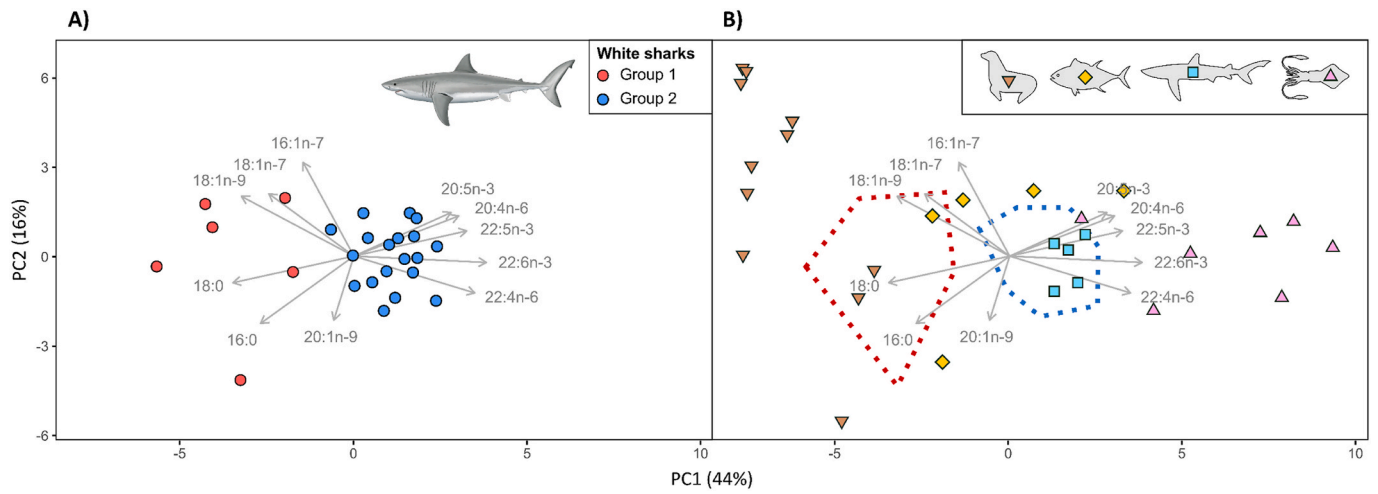 A)
White sharks
Group 1
Group 2
16:1n-7
18:1n-7
18:1n-9
20:5n-3
20:4n-6
22:5n-3
22:6n-3
22:4n-6
18:0
16:0
20:1n-9
PC2 (16%)
6
3
0
-3
-6
-5
0
5
10
B)
16:1n-7
18:1n-7
18:1n-9
20:5n-3
20:4n-6
22:5n-3
22:6n-3
22:4n-6
18:0
16:0
20:1n-9
-5
0
5
10
PC1 (44%)